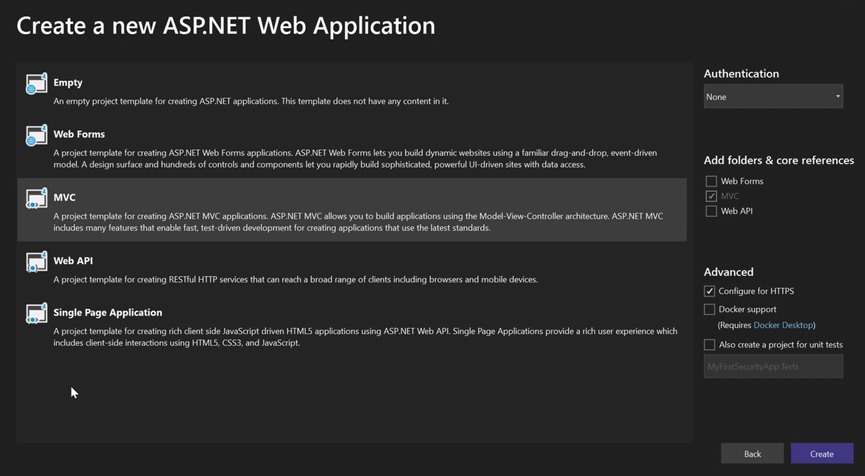 Create a new ASP.NET Web Application
Empty
An empty project template for creating ASP.NET applications. This template does not have any content in it.
Web Forms
A project template for creating ASP.NET Web Forms applications. ASP.NET Web Forms lets you build dynamic websites using a familiar drag-and-drop, event-driven
model. A design surface and hundreds of controls and components let you rapidly build sophisticated, powerful UI-driven sites with data access.
MVC
A project template for creating ASP.NET MVC applications. ASP.NET MVC allows you to build applications using the Model-View-Controller architecture. ASP.NET MVC
includes many features that enable fast, test-driven development for creating applications that use the latest standards.
Web API
A project template for creating RESTful HTTP services that can reach a broad range of clients including browsers and mobile devices.
Single Page Application
A project template for creating rich client side JavaScript driven HTML5 applications using ASP.NET Web API. Single Page Applications provide a rich user experience which
includes client-side interactions using HTML5, CSS3, and JavaScript.
Authentication
None
Add folders & core references
Web Forms
MVC
Web API
Advanced
Configure for HTTPS
Docker support
(Requires Docker Desktop)
Also create a project for unit tests
MyFirstSecurityApp.Tests
Back
Create